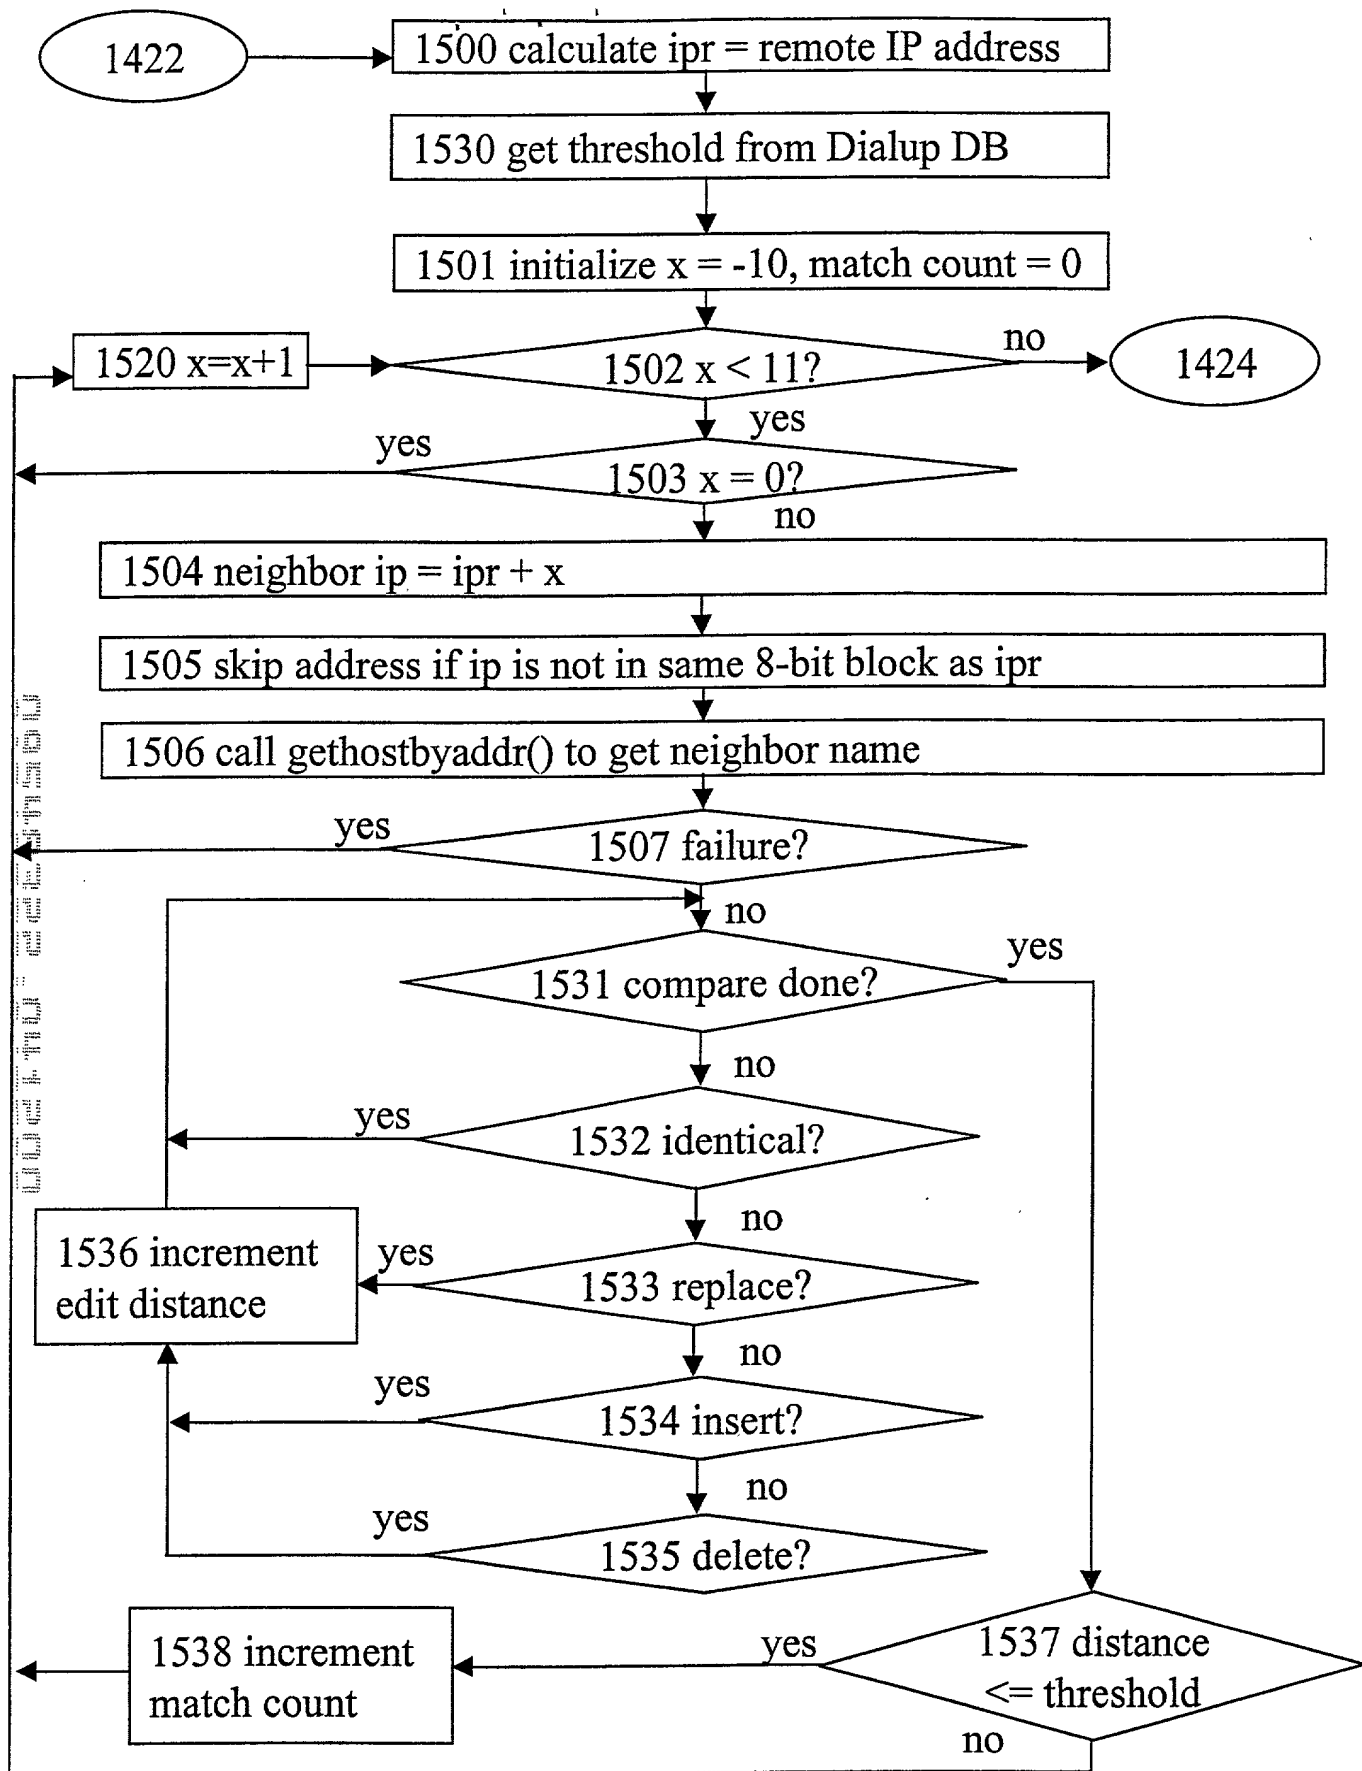 1422
1500 calculate ipr = remote IP address
1530 get threshold from Dialup DB
1501 initialize x = -10, match count = 0
1520 x=x+1
1502 x < 11?
no
1424
yes
yes
1503 x = 0?
no
1504 neighbor ip = ipr + x
1505 skip address if ip is not in same 8-bit block as ipr
1506 call gethostbyaddr() to get neighbor name
yes
1507 failure?
no
1531 compare done?
yes
no
yes
1532 identical?
no
1536 increment
edit distance
yes
1533 replace?
no
yes
1534 insert?
no
yes
1535 delete?
1538 increment
match count
yes
1537 distance
<= threshold
no